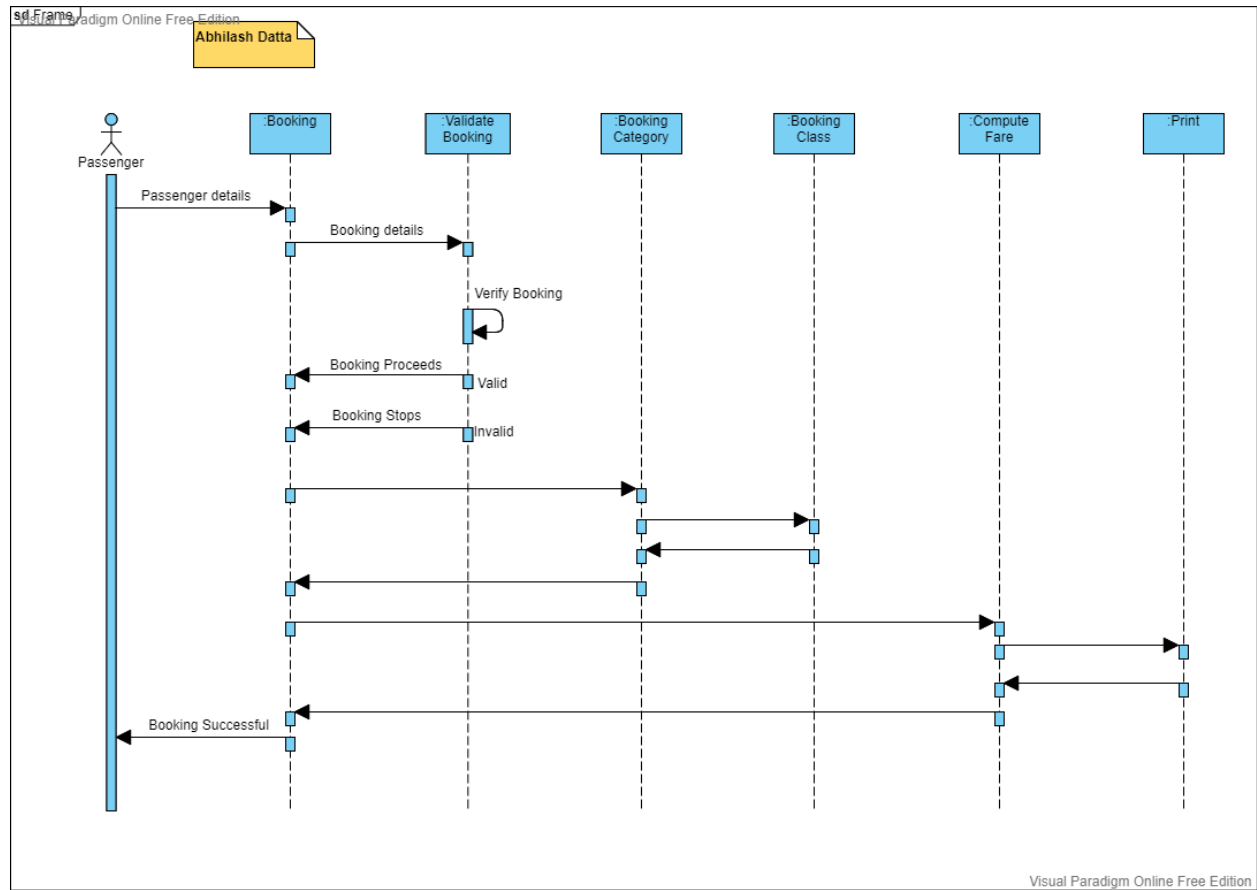 sd Frame
Visual Paradigm Online Free Edition
Abhilash Datta
Passenger
:Booking
:Validate
Booking
:Booking
Category
:Booking
Class
:Compute
Fare
:Print
Passenger details
Booking details
Verify Booking
Booking Proceeds
Valid
Booking Stops
Invalid
Booking Successful
Visual Paradigm Online Free Edition